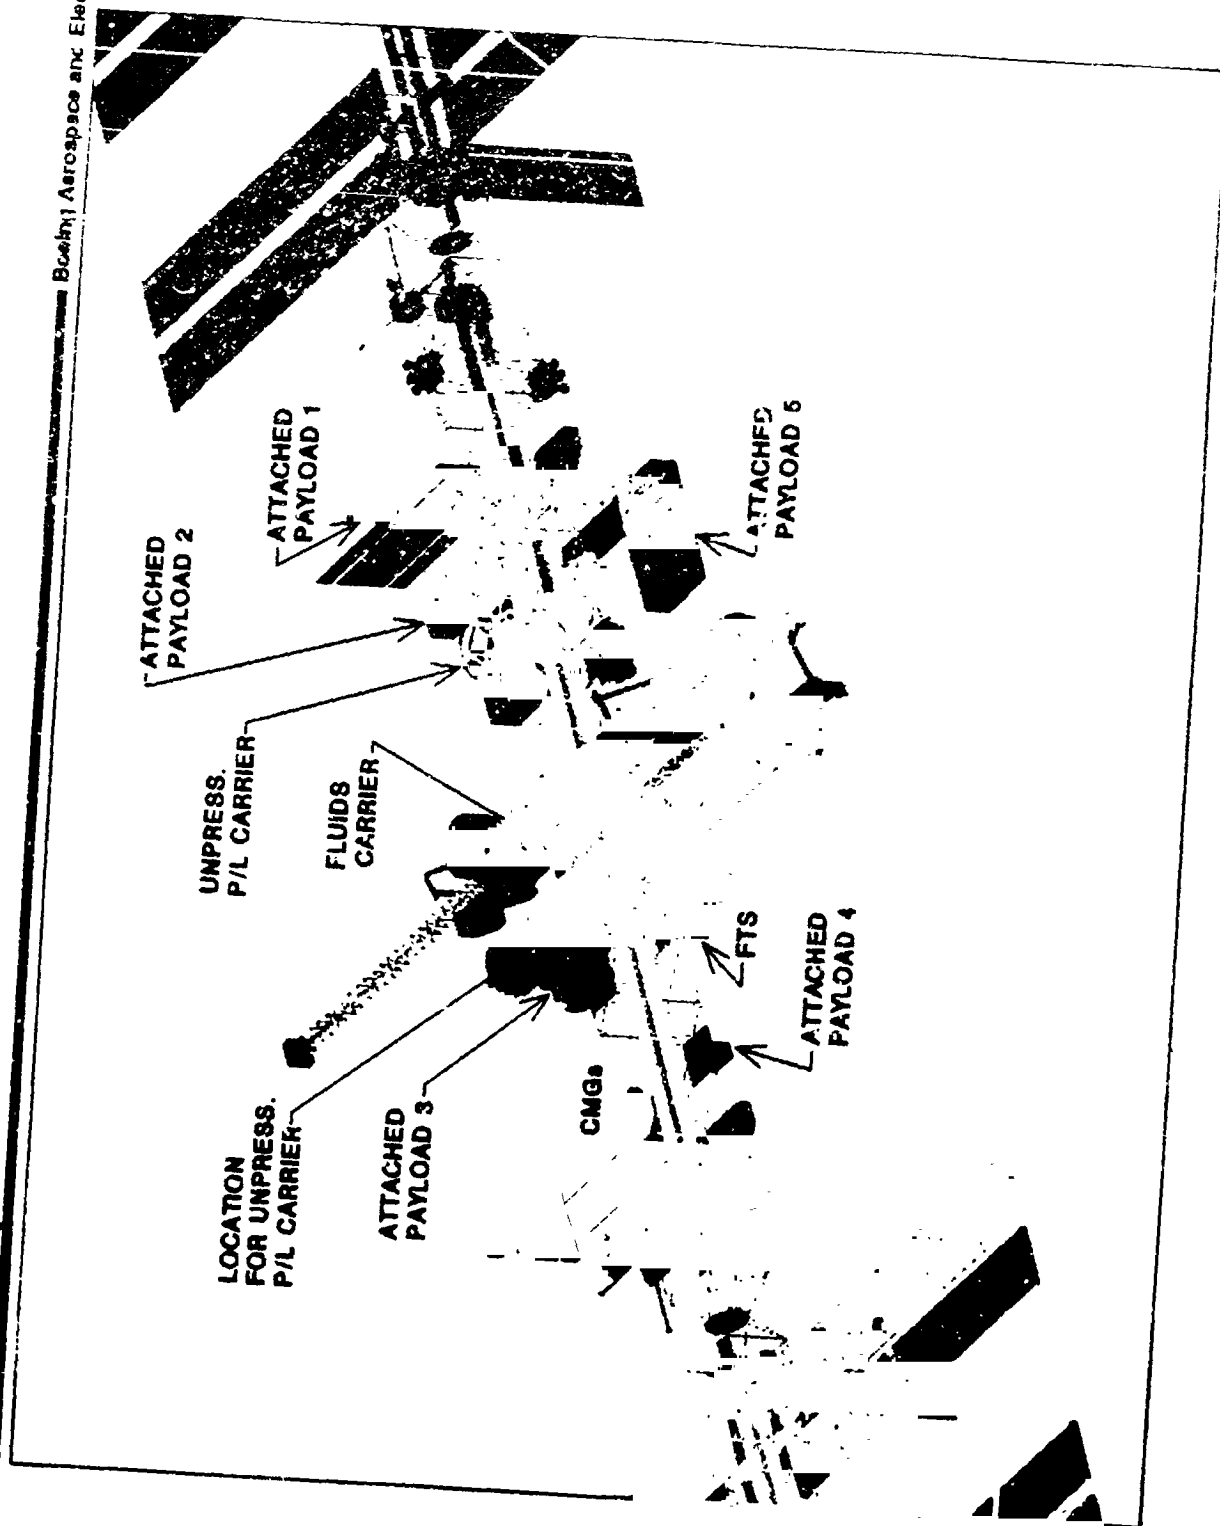 Boeing Aerospace and
ATTACHED
PAYLOAD 2
ATTACHED
PAYLOAD 1
UNPRESS.
P/L CARRIER
FLUIDS
CARRIER
LOCATION
FOR UNPRESS.
P/L CARRIER
ATTACHED
PAYLOAD 3
CMGs
FTS
ATTACHED
PAYLOAD 4
ATTACHED
PAYLOAD 5